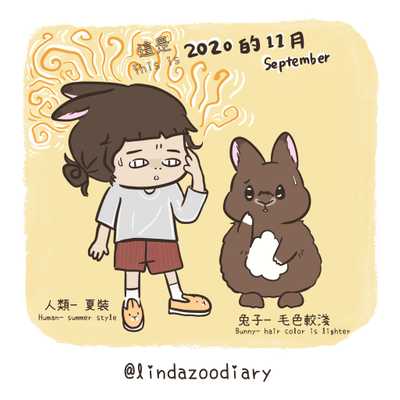 這是 2020 的 11月
This is September
人類- 夏裝
Human- summer style
兔子- 毛色較淺
Bunny- hair color is lighter
@lindazoodiary